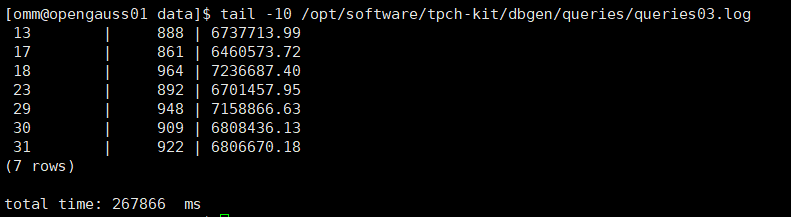 [omm@opengauss01 data]$ tail -10 /opt/software/tpch-kit/dbgen/queries/queries03.log
 13         |     888 | 6737713.99
 17         |     861 | 6460573.72
 18         |     964 | 7236687.40
 23         |     892 | 6701457.95
 29         |     948 | 7158866.63
 30         |     909 | 6808436.13
 31         |     922 | 6806670.18
(7 rows)

total time: 267866  ms